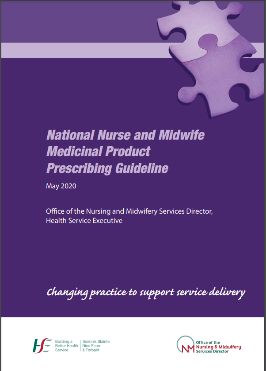 National Nurse and Midwife
Medicinal Product
Prescribing Guideline
May 2020
Office of the Nursing and Midwifery Services Director,
Health Service Executive
Changing practice to support service delivery
Building a
Better Health
Service
Office of the
Nursing & Midwifery
Services Director